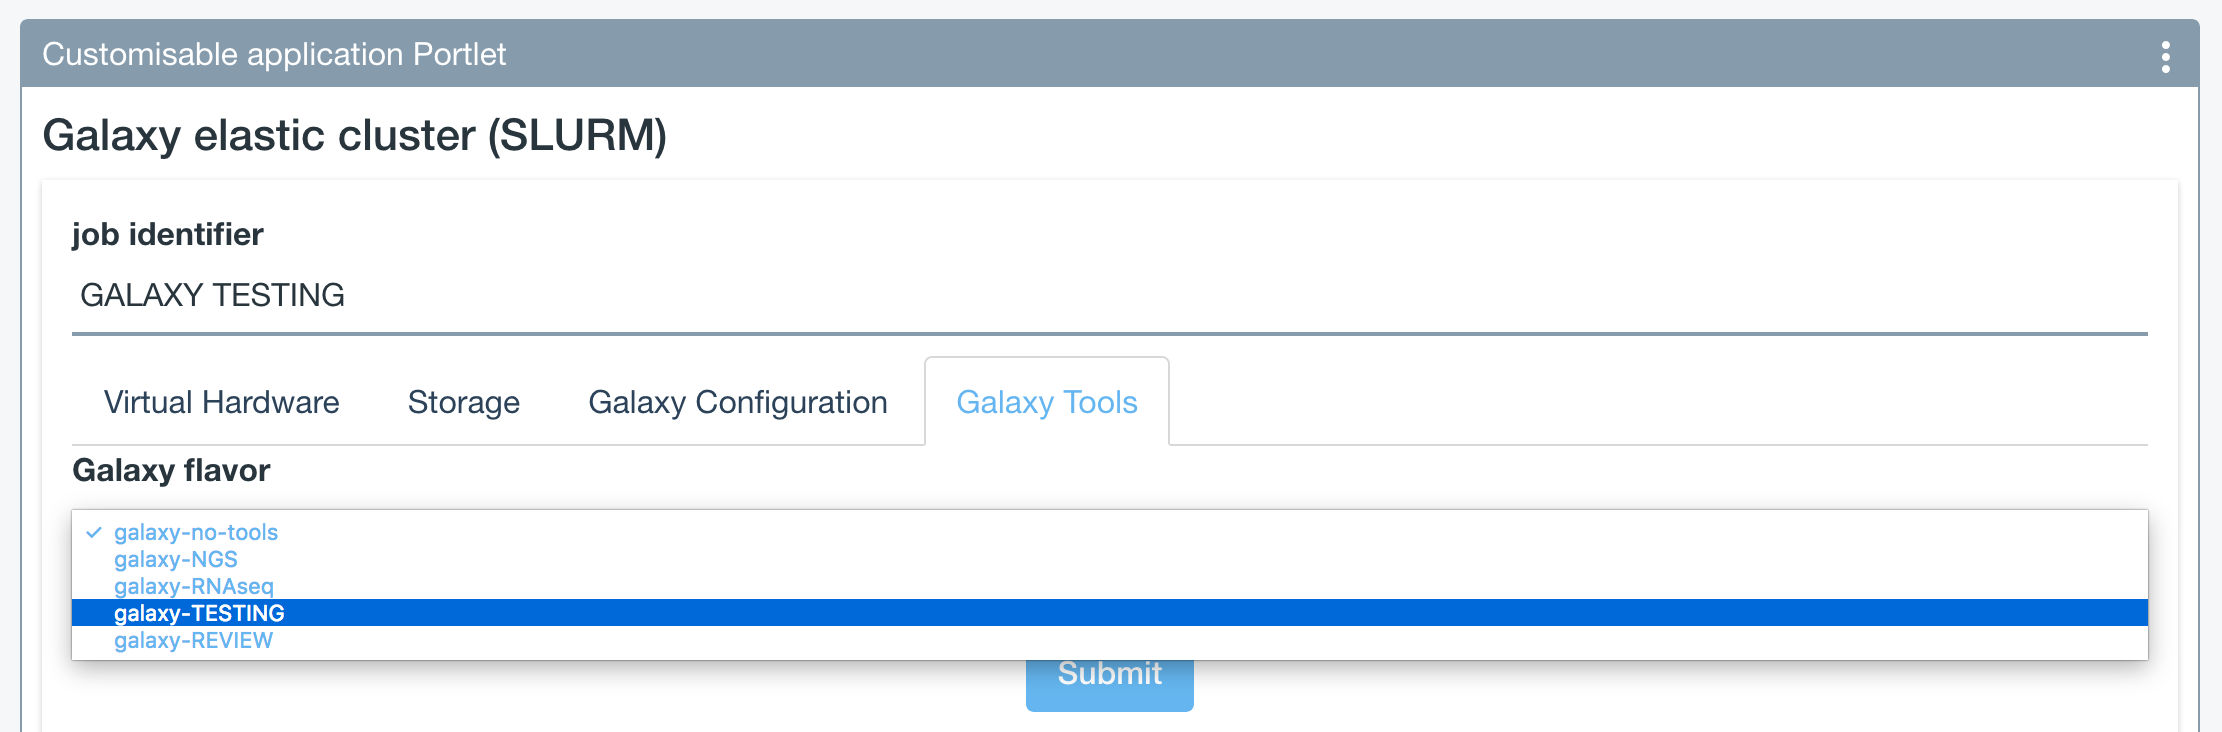 Customisable application Portlet
Galaxy elastic cluster (SLURM)
job identifier
GALAXY TESTING
Virtual Hardware Storage Galaxy Configuration Galaxy Tools
Galaxy flavor
galaxy-no-tools
galaxy-NGS
galaxy-RNAseq
galaxy-TESTING
galaxy-REVIEW
Submit